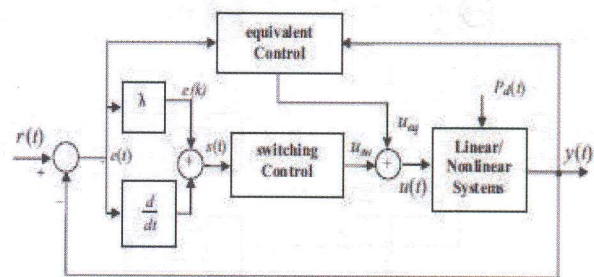 equivalent
Control
λ
e(k)
P_d(t)
r(t)
+
−
e(t)
+
s(t)
switching
Control
u_sw
u_eq
+
u(t)
Linear/
Nonlinear
Systems
y(t)
d
dt